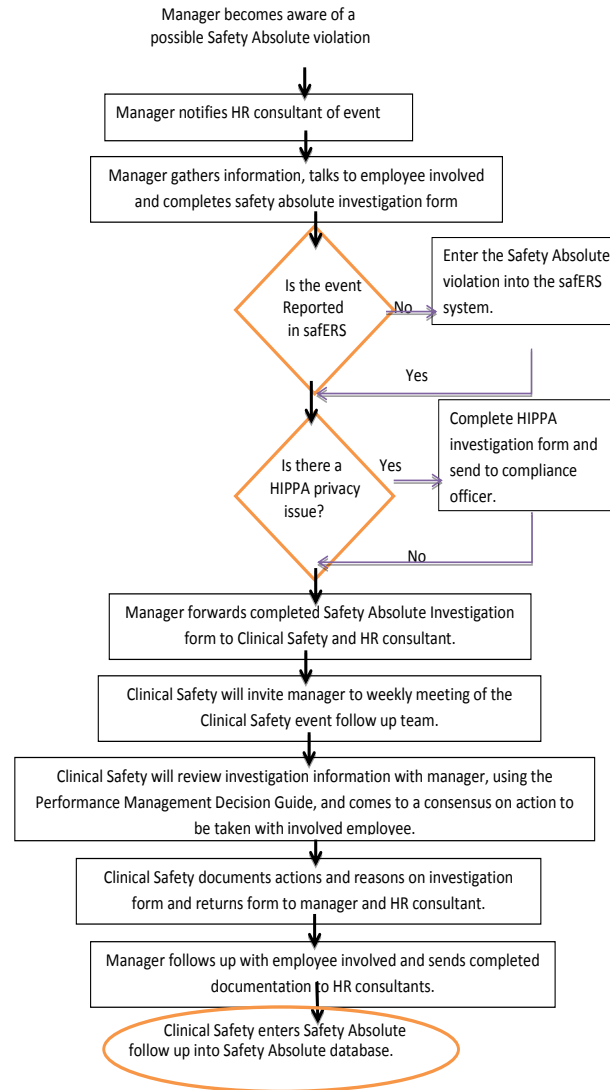 Manager becomes aware of a
possible Safety Absolute violation
Manager notifies HR consultant of event
Manager gathers information, talks to employee involved
and completes safety absolute investigation form
Is the event
Reported
in safERS
No
Enter the Safety Absolute
violation into the safERS
system.
Yes
Is there a
HIPPA privacy
issue?
Yes
Complete HIPPA
investigation form and
send to compliance
officer.
No
Manager forwards completed Safety Absolute Investigation
form to Clinical Safety and HR consultant.
Clinical Safety will invite manager to weekly meeting of the
Clinical Safety event follow up team.
Clinical Safety will review investigation information with manager, using the
Performance Management Decision Guide, and comes to a consensus on action to
be taken with involved employee.
Clinical Safety documents actions and reasons on investigation
form and returns form to manager and HR consultant.
Manager follows up with employee involved and sends completed
documentation to HR consultants.
Clinical Safety enters Safety Absolute
follow up into Safety Absolute database.